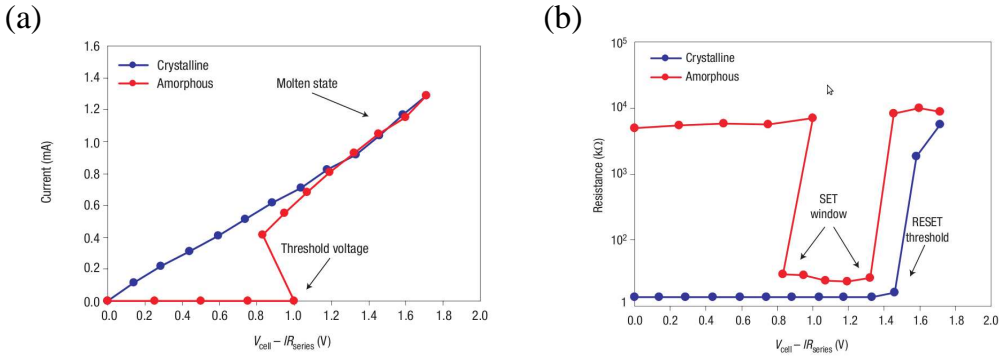 (a)
1.6
1.4
1.2
1.0
0.8
0.6
0.4
0.2
0.0
Current (mA)
Crystalline
Amorphous
Molten state
Threshold voltage
0.0 0.2 0.4 0.6 0.8 1.0 1.2 1.4 1.6 1.8 2.0
Vcell – IRseries (V)
(b)
10⁵
10⁴
10³
10²
1
Resistance (kΩ)
Crystalline
Amorphous
SET
window
RESET
threshold
0.0 0.2 0.4 0.6 0.8 1.0 1.2 1.4 1.6 1.8 2.0
Vcell – IRseries (V)